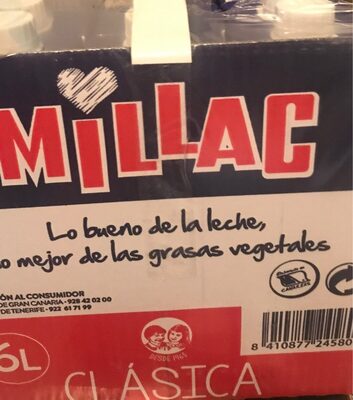 MILLAC
Lo bueno de la leche,
lo mejor de las grasas vegetales
IÓN AL CONSUMIDOR
DE GRAN CANARIA - 928 42 02 00
DE TENERIFE - 922 61 71 99
6L
DESDE 1965
8 410877 24580
CLÁSICA